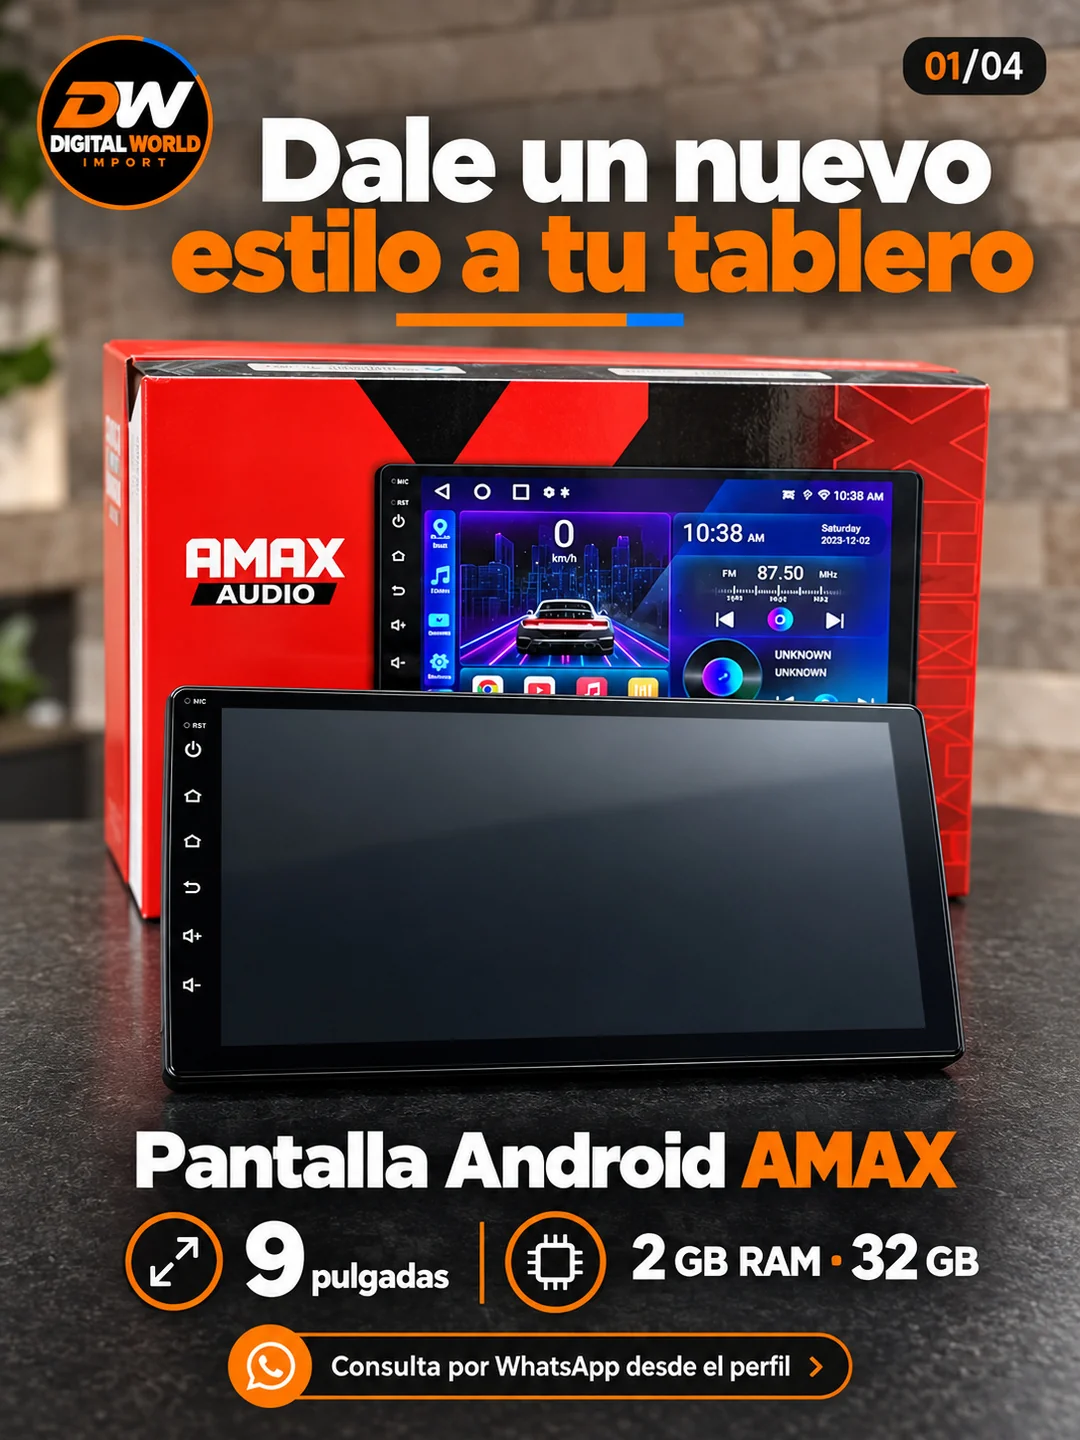 DW
DIGITAL WORLD
IMPORT
01/04
Dale un nuevo
estilo a tu tablero
AMAX
AUDIO
MIC
RST
10:38 AM
0
km/h
10:38 AM
Saturday
2023-12-02
FM 87.50 MHz
UNKNOWN
UNKNOWN
MIC
RST
Pantalla Android AMAX
9 pulgadas
2 GB RAM · 32 GB
Consulta por WhatsApp desde el perfil